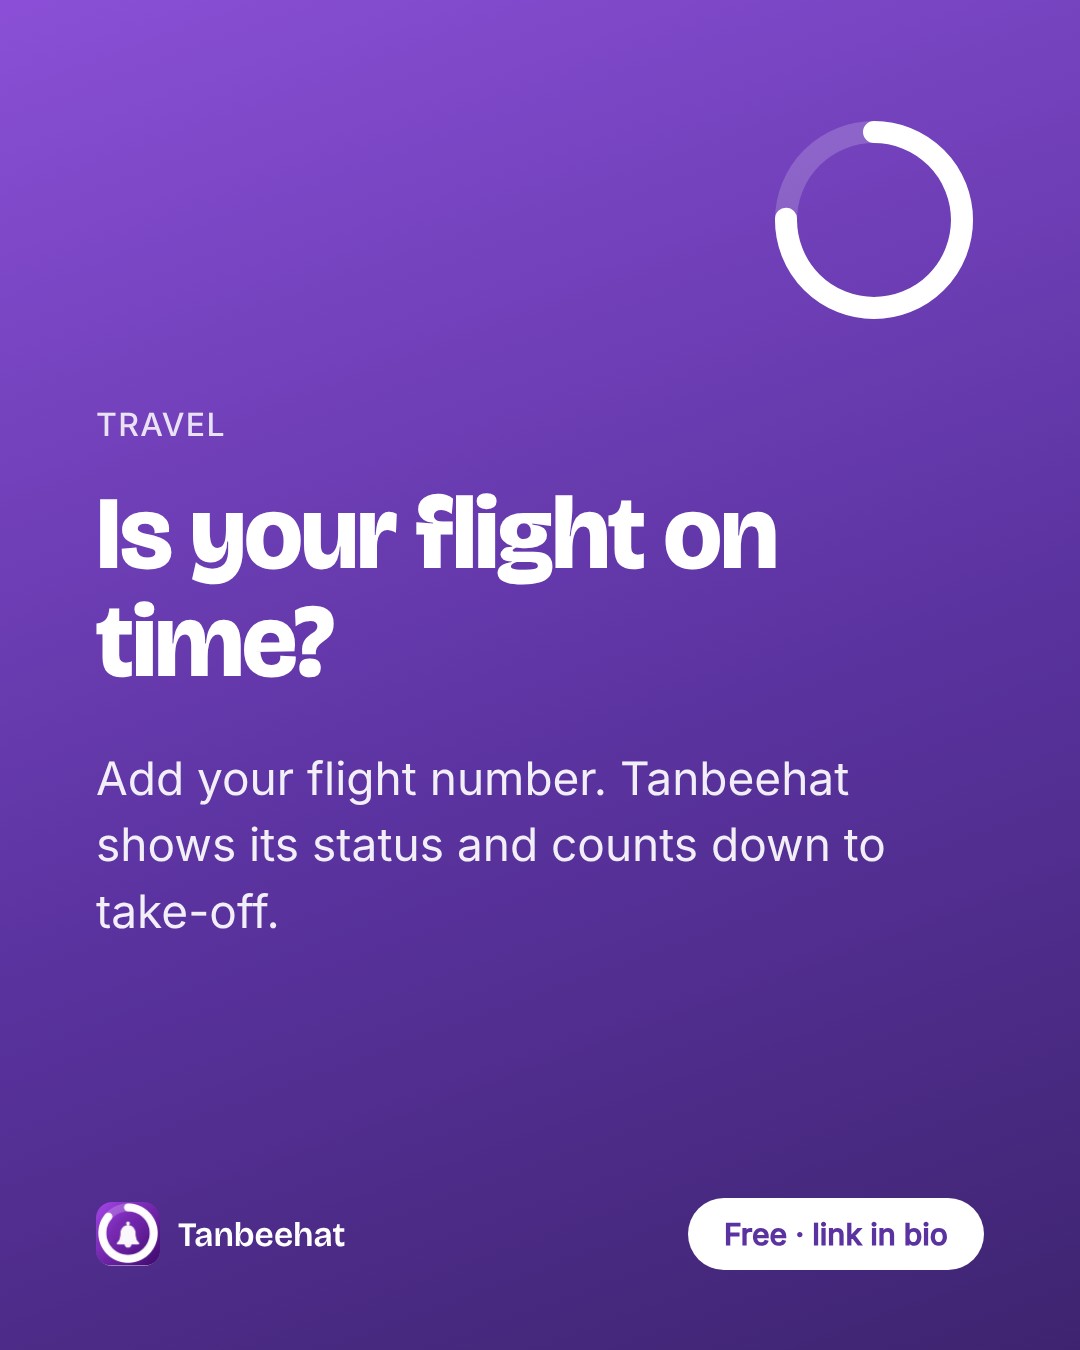 TRAVEL
Is your flight on
time?
Add your flight number. Tanbeehat
shows its status and counts down to
take-off.
Tanbeehat
Free · link in bio